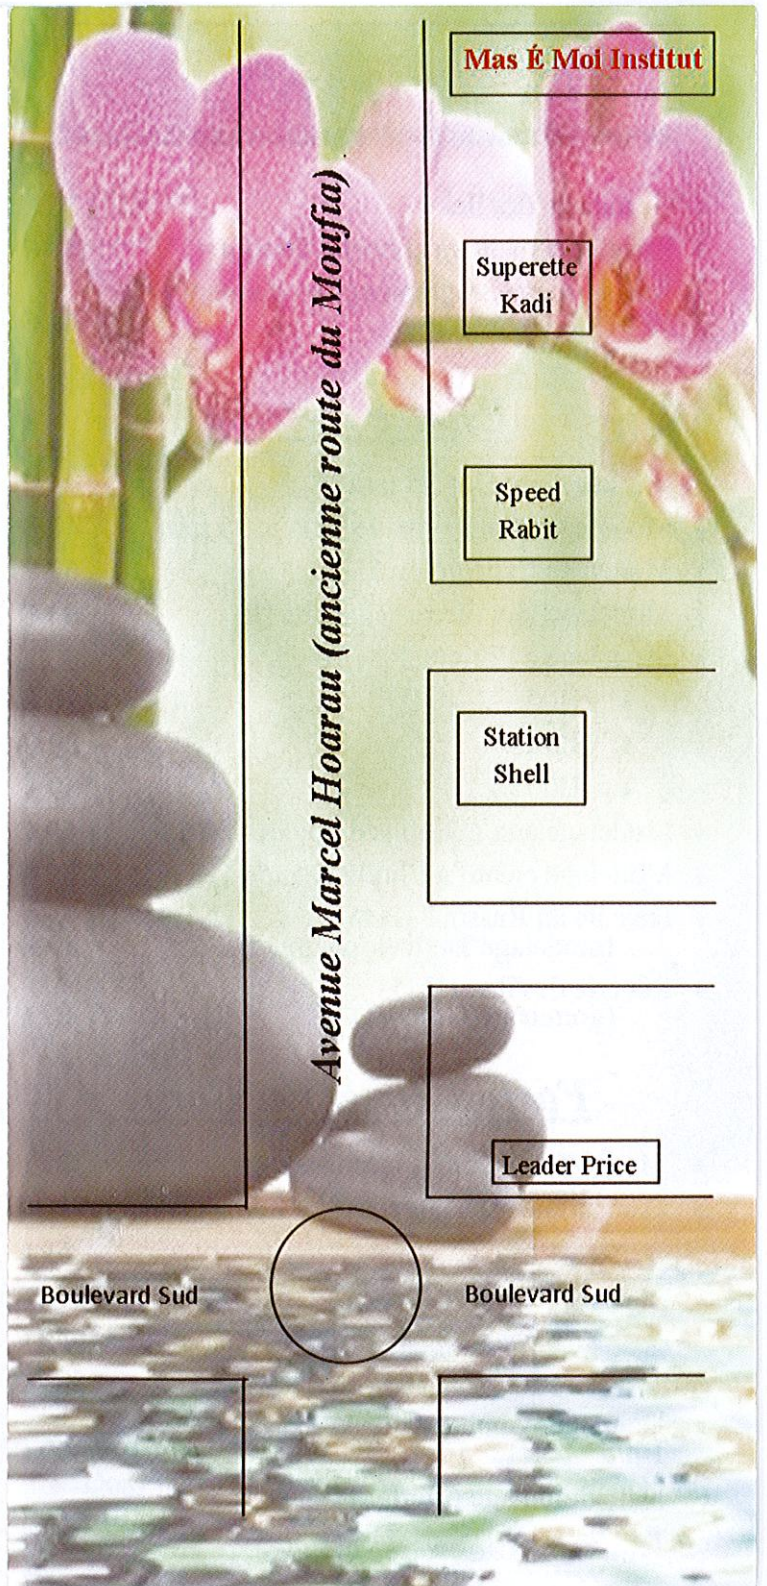 Mas É Moi Institut
Superette
Kadi
Avenue Marcel Hoarau (ancienne route du Moufia)
Speed
Rabit
Station
Shell
Leader Price
Boulevard Sud
Boulevard Sud